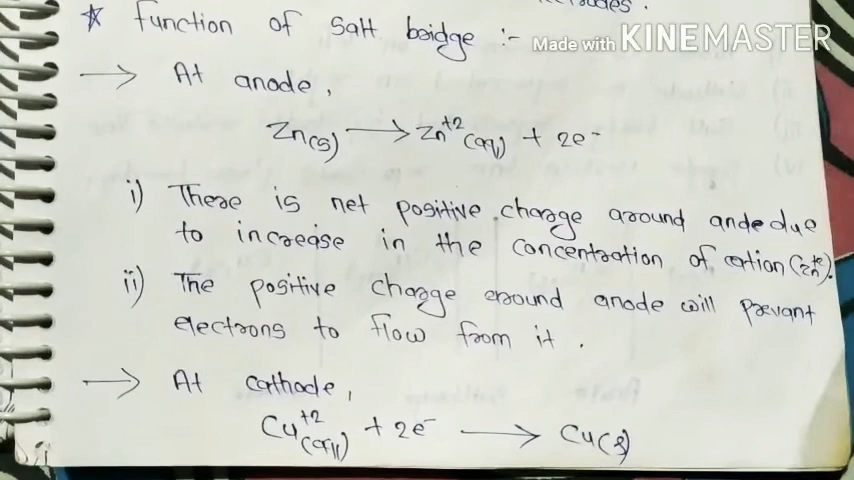 * Function of Salt bridge :-
Made with KINEMASTER
→ At anode,
Zn(s) → Zn⁺²(aq) + 2e⁻
i) There is net positive charge around ande due
to increase in the concentration of cation (Zn⁺²).
ii) The positive charge around anode will prevant
electrons to flow from it.
→ At cathode,
Cu⁺²(aq) + 2e⁻ → Cu(s)